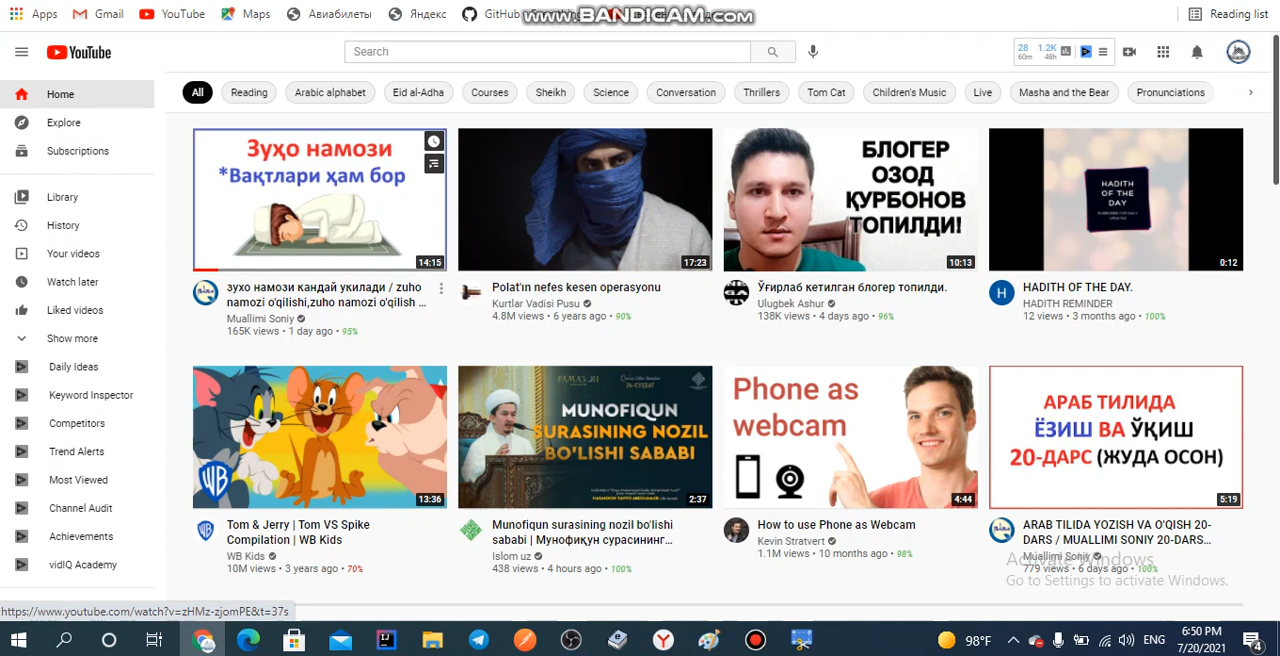 Apps Gmail YouTube Maps Авиабилеты Яндекс GitHub
www.BANDICAM.com
Reading list
YouTube
Search
28 1.2K
60m 48h
Home
Explore
Subscriptions
Library
History
Your videos
Watch later
Liked videos
Show more
Daily Ideas
Keyword Inspector
Competitors
Trend Alerts
Most Viewed
Channel Audit
Achievements
vidIQ Academy
All Reading Arabic alphabet Eid al-Adha Courses Sheikh Science Conversation Thrillers Tom Cat Children's Music Live Masha and the Bear Pronunciations
Зуҳо намози
*Вақтлари ҳам бор
14:15
зухо намози кандай укилади / zuho
namozi o'qilishi,zuho namozi o'qilish ...
Muallimi Soniy
165K views • 1 day ago • 95%
17:23
Polat'ın nefes kesen operasyonu
Kurtlar Vadisi Pusu
4.8M views • 6 years ago • 90%
БЛОГЕР
ОЗОД
ҚУРБОНОВ
ТОПИЛДИ!
10:13
Ўғирлаб кетилган блогер топилди.
Ulugbek Ashur
138K views • 4 days ago • 96%
HADITH
OF THE
DAY
0:12
H
HADITH OF THE DAY.
HADITH REMINDER
12 views • 3 months ago • 100%
WB
13:36
Tom & Jerry | Tom VS Spike
Compilation | WB Kids
WB Kids
10M views • 3 years ago • 70%
MUNOFIQUN
SURASINING NOZIL
BO'LISHI SABABI
2:37
Munofiqun surasining nozil bo'lishi
sababi | Мунофиқун сурасининг...
Islom uz
438 views • 4 hours ago • 100%
Phone as
webcam
4:44
How to use Phone as Webcam
Kevin Stratvert
1.1M views • 10 months ago • 98%
АРАБ ТИЛИДА
ЁЗИШ ВА ЎҚИШ
20-ДАРС (ЖУДА ОСОН)
5:19
ARAB TILIDA YOZISH VA O'QISH 20-
DARS / MUALLIMI SONIY 20-DARS...
Muallimi Soniy
779 views • 6 days ago • 100%
Activate Windows
Go to Settings to activate Windows.
https://www.youtube.com/watch?v=zHMz-zjomPE&t=37s
98°F
ENG
6:50 PM
7/20/2021
4